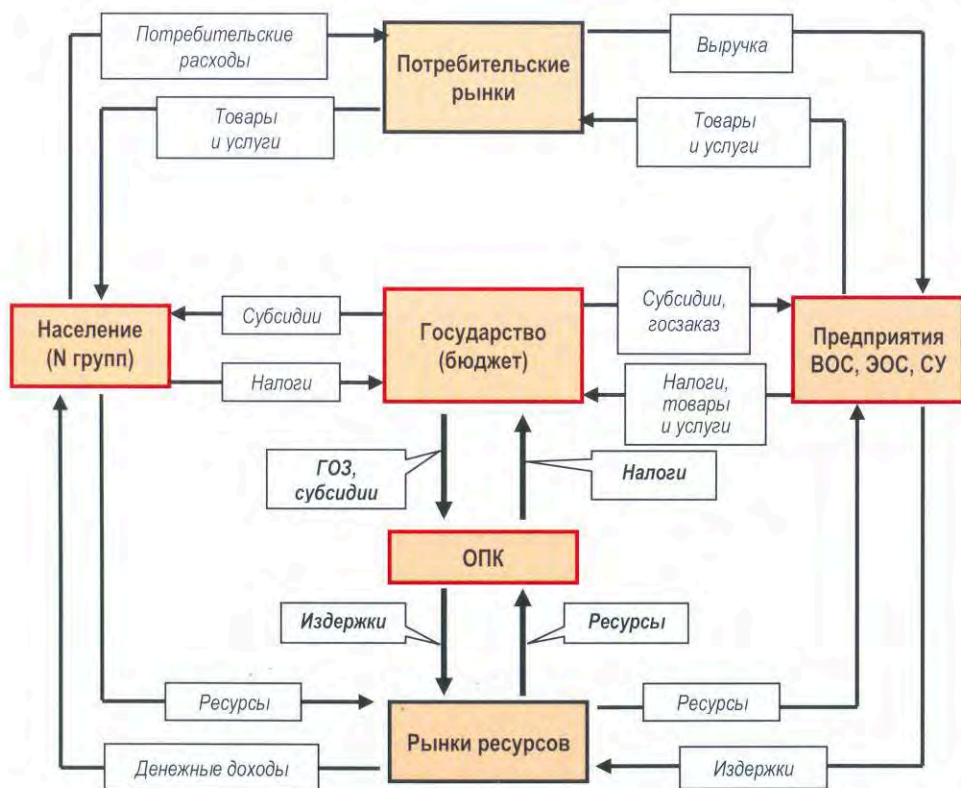 Потребительские
расходы
Потребительские
рынки
Выручка
Товары
и услуги
Товары
и услуги
Население
(N групп)
Субсидии
Налоги
Государство
(бюджет)
Субсидии,
госзаказ
Налоги,
товары
и услуги
Предприятия
ВОС, ЭОС, СУ
ГОЗ,
субсидии
Налоги
ОПК
Издержки
Ресурсы
Ресурсы
Рынки ресурсов
Ресурсы
Денежные доходы
Издержки